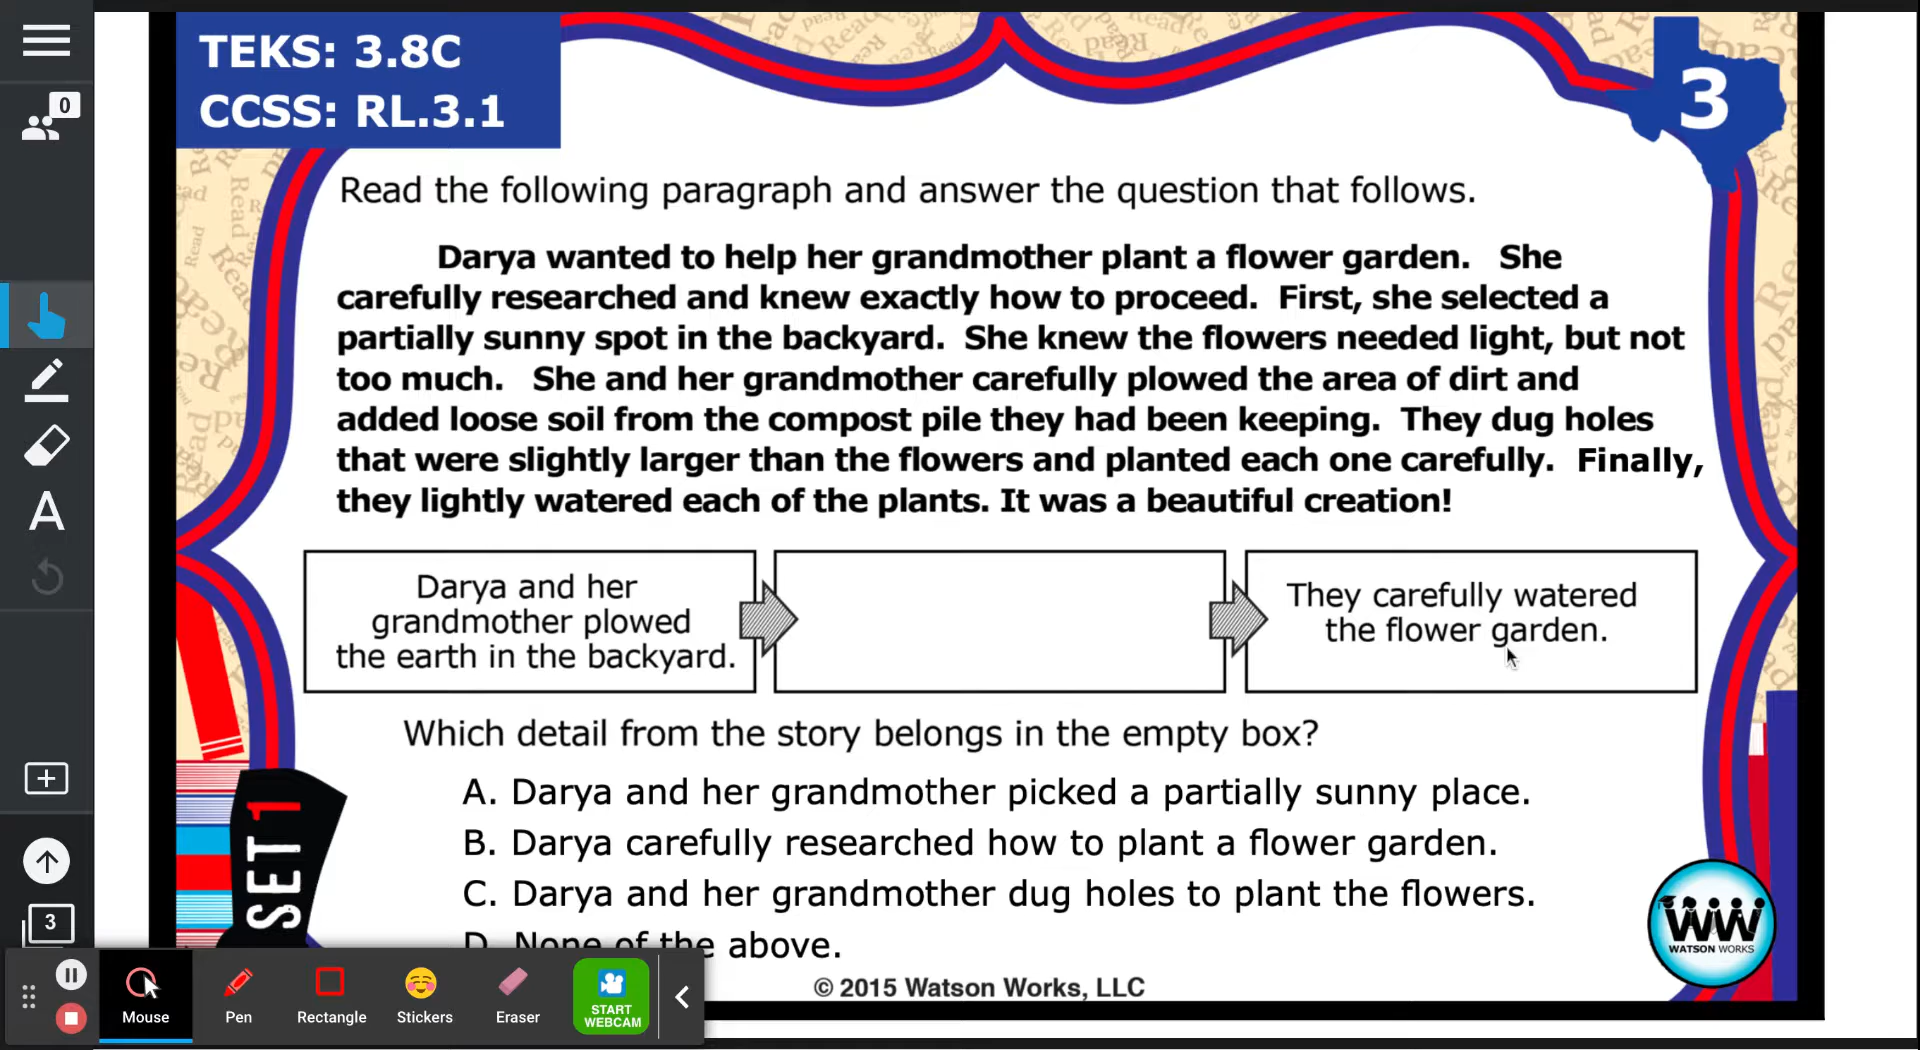 TEKS: 3.8C
CCSS: RL.3.1
3
0
Read the following paragraph and answer the question that follows.
Darya wanted to help her grandmother plant a flower garden. She
carefully researched and knew exactly how to proceed. First, she selected a
partially sunny spot in the backyard. She knew the flowers needed light, but not
too much. She and her grandmother carefully plowed the area of dirt and
added loose soil from the compost pile they had been keeping. They dug holes
that were slightly larger than the flowers and planted each one carefully. Finally,
they lightly watered each of the plants. It was a beautiful creation!
Darya and her
grandmother plowed
the earth in the backyard.
They carefully watered
the flower garden.
Which detail from the story belongs in the empty box?
A. Darya and her grandmother picked a partially sunny place.
B. Darya carefully researched how to plant a flower garden.
C. Darya and her grandmother dug holes to plant the flowers.
D. None of the above.
© 2015 Watson Works, LLC
SET 1
WW
WATSON WORKS
A
3
Mouse
Pen
Rectangle
Stickers
Eraser
START
WEBCAM